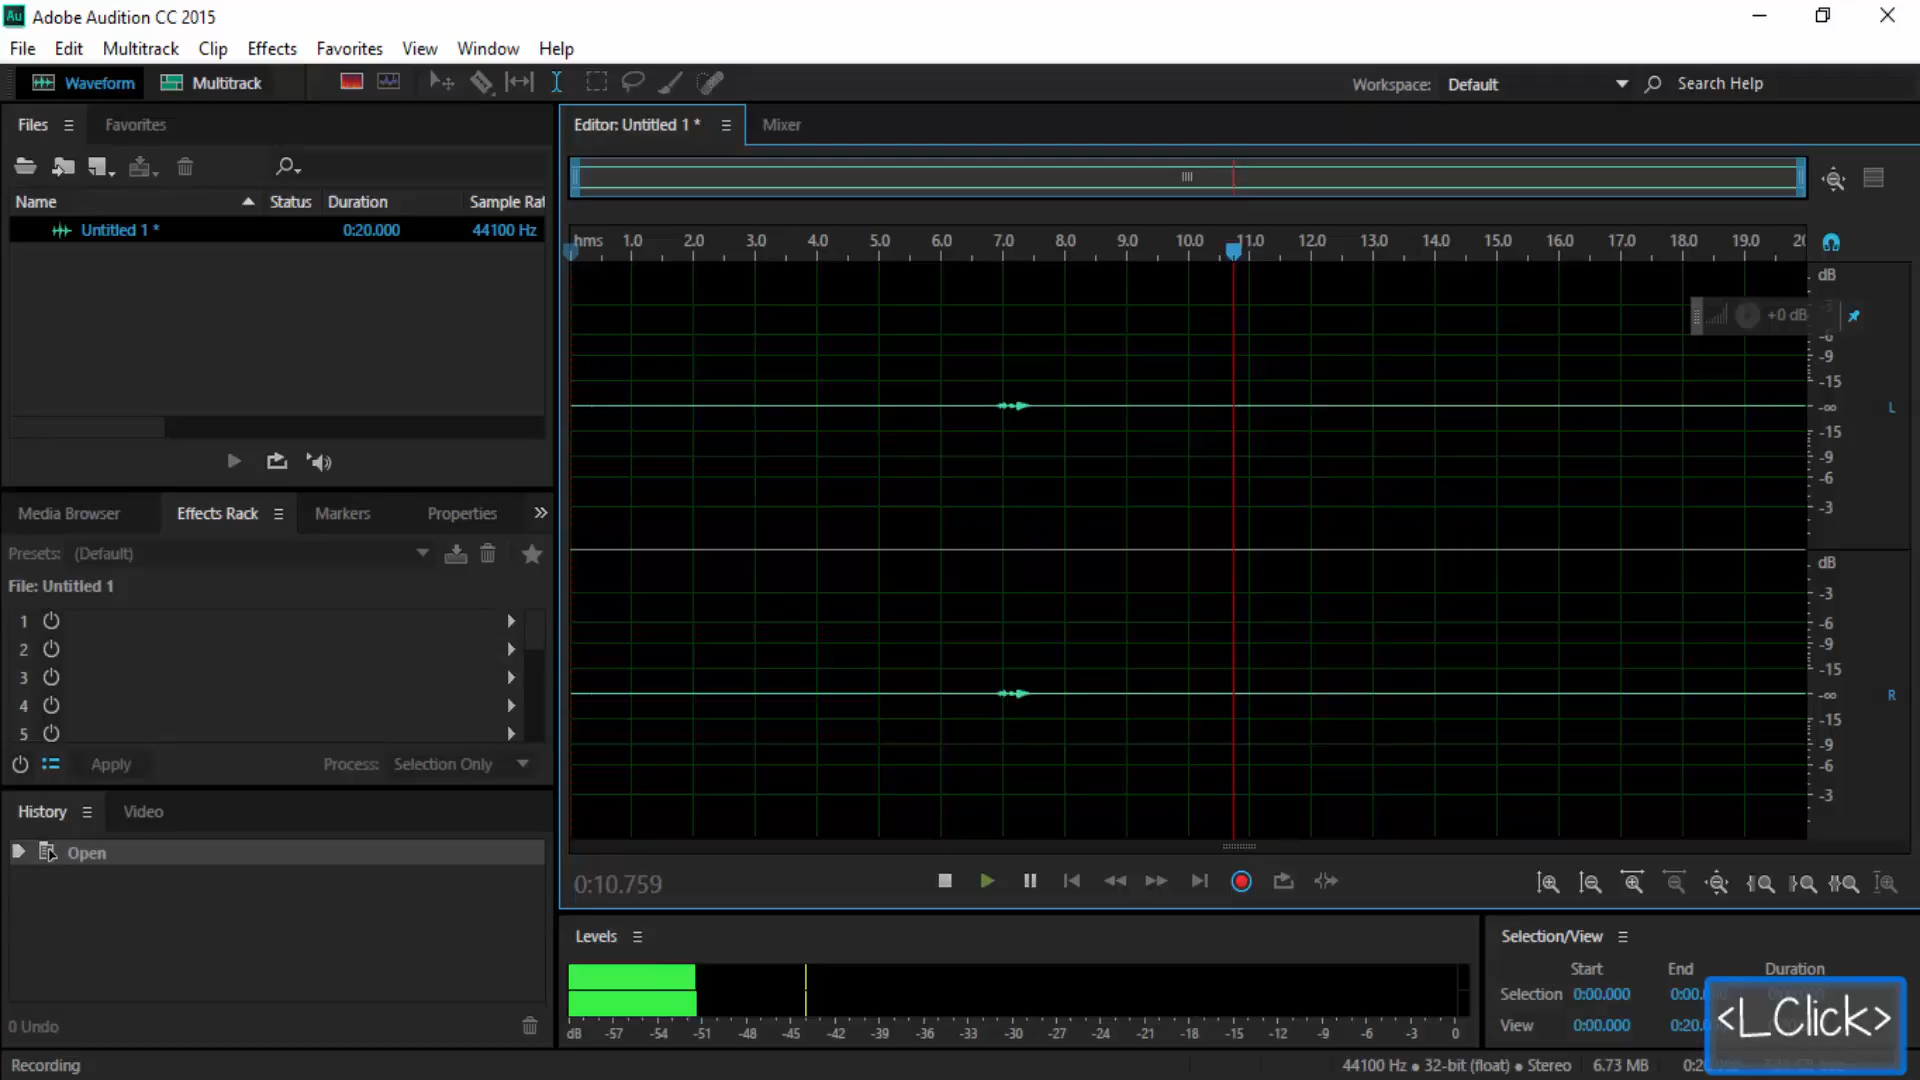 Au Adobe Audition CC 2015
File Edit Multitrack Clip Effects Favorites View Window Help
Waveform Multitrack Workspace: Default Search Help
Files Favorites
Editor: Untitled 1 * Mixer
Name Status Duration Sample Rat
Untitled 1 * 0:20.000 44100 Hz
hms 1.0 2.0 3.0 4.0 5.0 6.0 7.0 8.0 9.0 10.0 11.0 12.0 13.0 14.0 15.0 16.0 17.0 18.0 19.0 20
dB
+0 dB
-6
-9
-15
-∞ L
-15
-9
-6
-3
dB
-3
-6
-9
-15
-∞ R
-15
-9
-6
-3
Media Browser Effects Rack Markers Properties
Presets: (Default)
File: Untitled 1
1
2
3
4
5
Apply Process: Selection Only
History Video
Open
0 Undo
0:10.759
Levels
dB -57 -54 -51 -48 -45 -42 -39 -36 -33 -30 -27 -24 -21 -18 -15 -12 -9 -6 -3 0
Selection/View
Start End Duration
Selection 0:00.000 0:00.
View 0:00.000 0:20.
<L_Click>
Recording 44100 Hz ● 32-bit (float) ● Stereo 6.73 MB 0:2